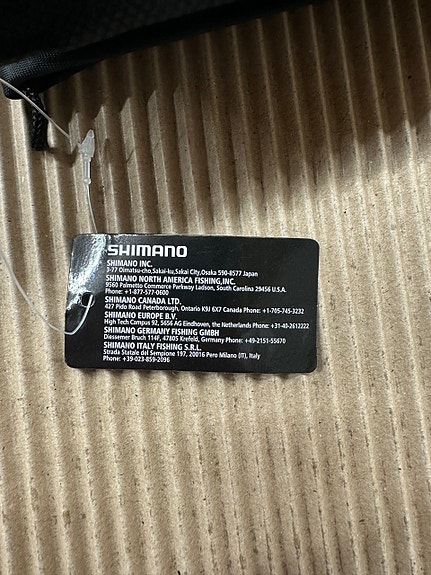 SHIMANO
SHIMANO INC.
3-77 Oimatsu-cho,Sakai-ku,Sakai City,Osaka 590-8577 Japan
SHIMANO NORTH AMERICA FISHING,INC.
9560 Palmetto Commerce Parkway Ladson, South Carolina 29456 U.S.A.
Phone: +1-877-577-0600
SHIMANO CANADA LTD.
427 Pido Road Peterborough, Ontario K9J 6X7 Canada Phone: +1-705-745-3232
SHIMANO EUROPE B.V.
High Tech Campus 92, 5656 AG Eindhoven, the Netherlands Phone: +31-40-2612222
SHIMANO GERMANY FISHING GMBH
Diessemer Bruch 114F, 47805 Krefeld, Germany Phone: +49-2151-55670
SHIMANO ITALY FISHING S.R.L.
Strada Statale del Sempione 197, 20016 Pero Milano (IT), Italy
Phone: +39-023-859-2096